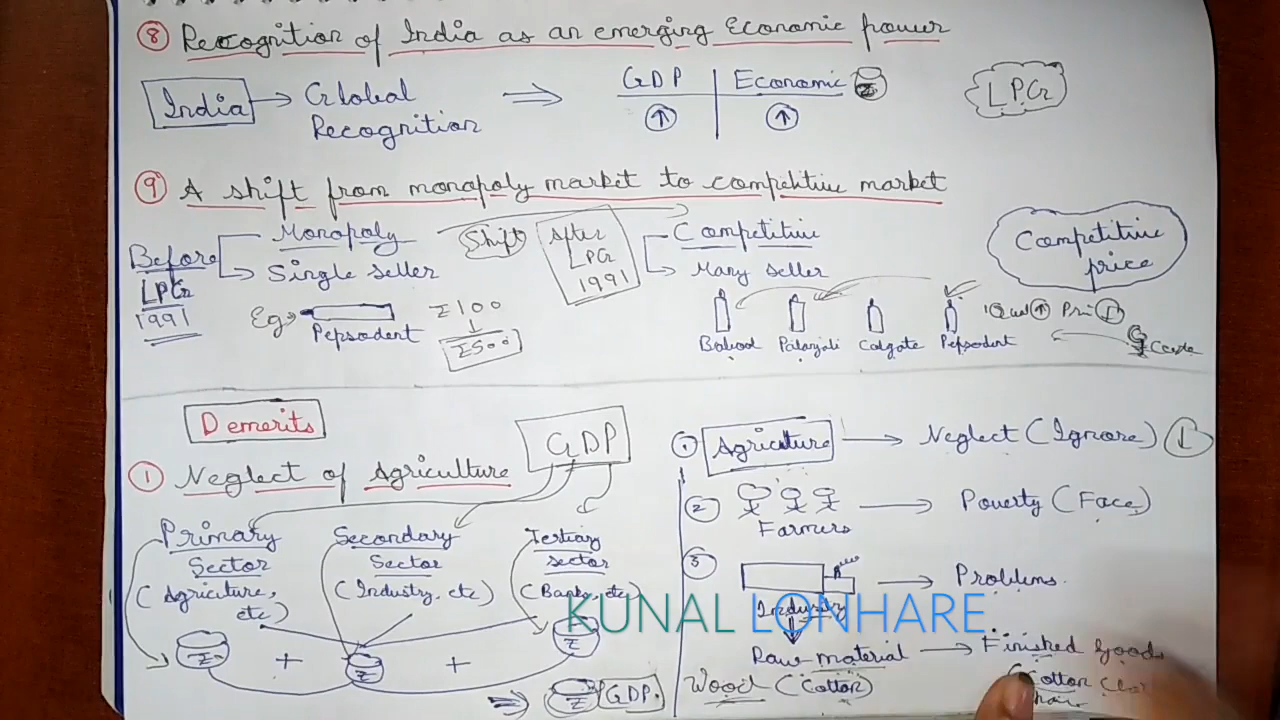 ⑧ Recognition of India as an emerging Economic power
India → Global Recognition ⇒ GDP ↑ Economic ↑
LPG
⑨ A shift from monopoly market to competitive market
Before LPG 1991
Monopoly
Single seller
Shift
After LPG 1991
Competitive
Many seller
Competitive price
Eg
Pepsodent
₹100
₹500
Babool Patanjali Colgate Pepsodent
Demerits
① Neglect of Agriculture
GDP
Primary Sector (Agriculture, etc)
Secondary Sector (Industry, etc)
Tertiary sector (Banks, etc)
₹ + ₹ + ₹
⇒ ₹ GDP.
① Agriculture → Neglect (Ignore) ↓
② Farmers → Poverty (Face)
③ Industry → Problems.
Raw material → Finished Goods
Wood (Cotton)
Cotton
KUNAL LONHARE